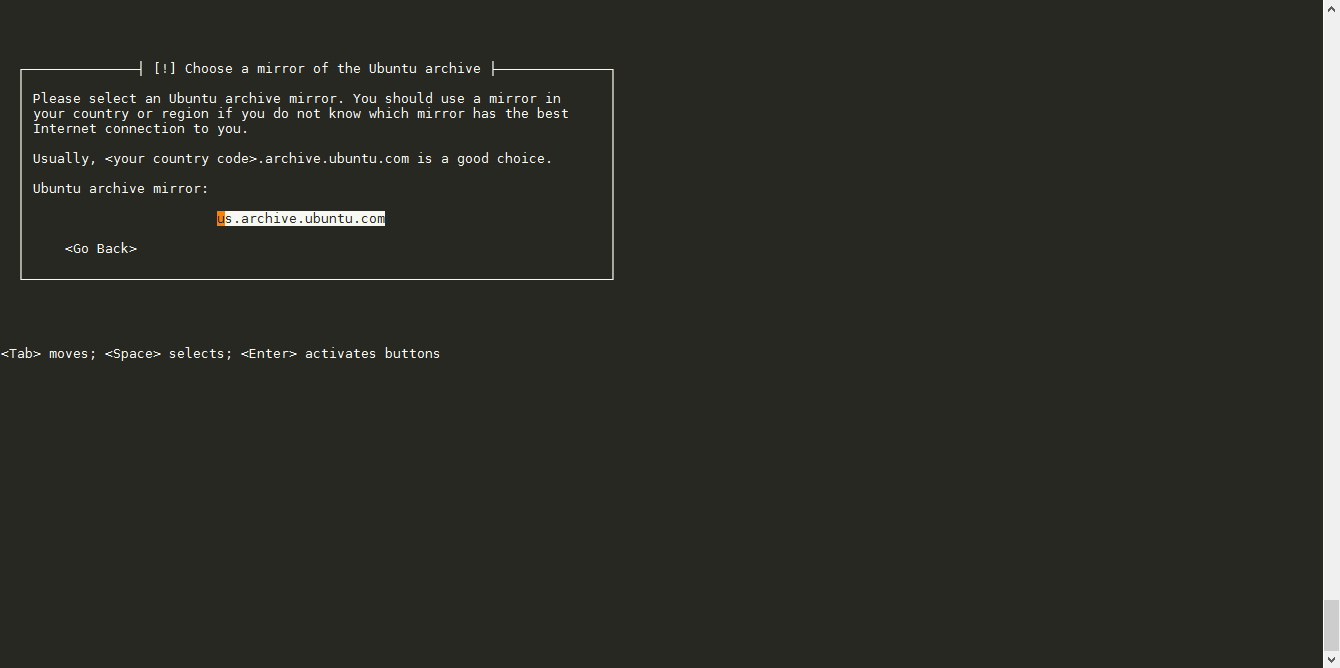 [!] Choose a mirror of the Ubuntu archive
Please select an Ubuntu archive mirror. You should use a mirror in
your country or region if you do not know which mirror has the best
Internet connection to you.
Usually, <your country code>.archive.ubuntu.com is a good choice.
Ubuntu archive mirror:
us.archive.ubuntu.com
<Go Back>
<Tab> moves; <Space> selects; <Enter> activates buttons